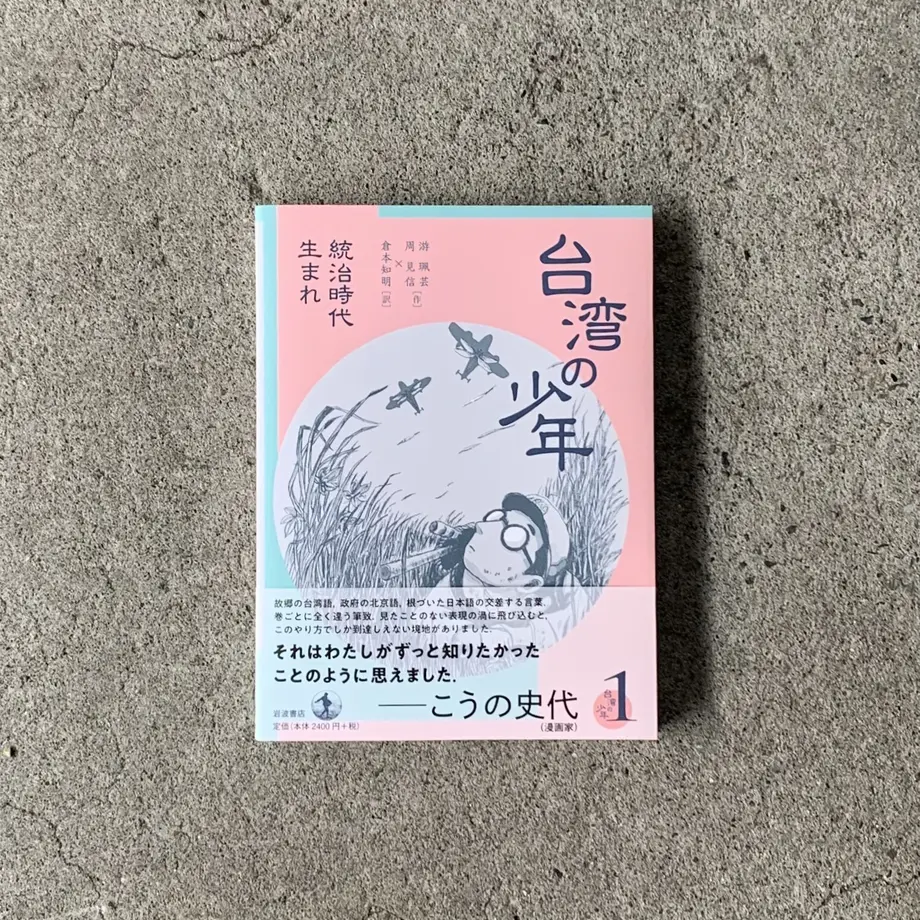 台湾の少年
游珮芸
周見信[作]
×
倉本知明[訳]
統治時代
生まれ
故郷の台湾語,政府の北京語,根づいた日本語の交差する言葉.
巻ごとに全く違う筆致.見たことのない表現の渦に飛び込むと,
このやり方でしか到達しえない境地がありました.
それはわたしがずっと知りたかった
ことのように思えました.
——こうの史代
(漫画家)
岩波書店
定価(本体2400円+税)
台湾の少年
1